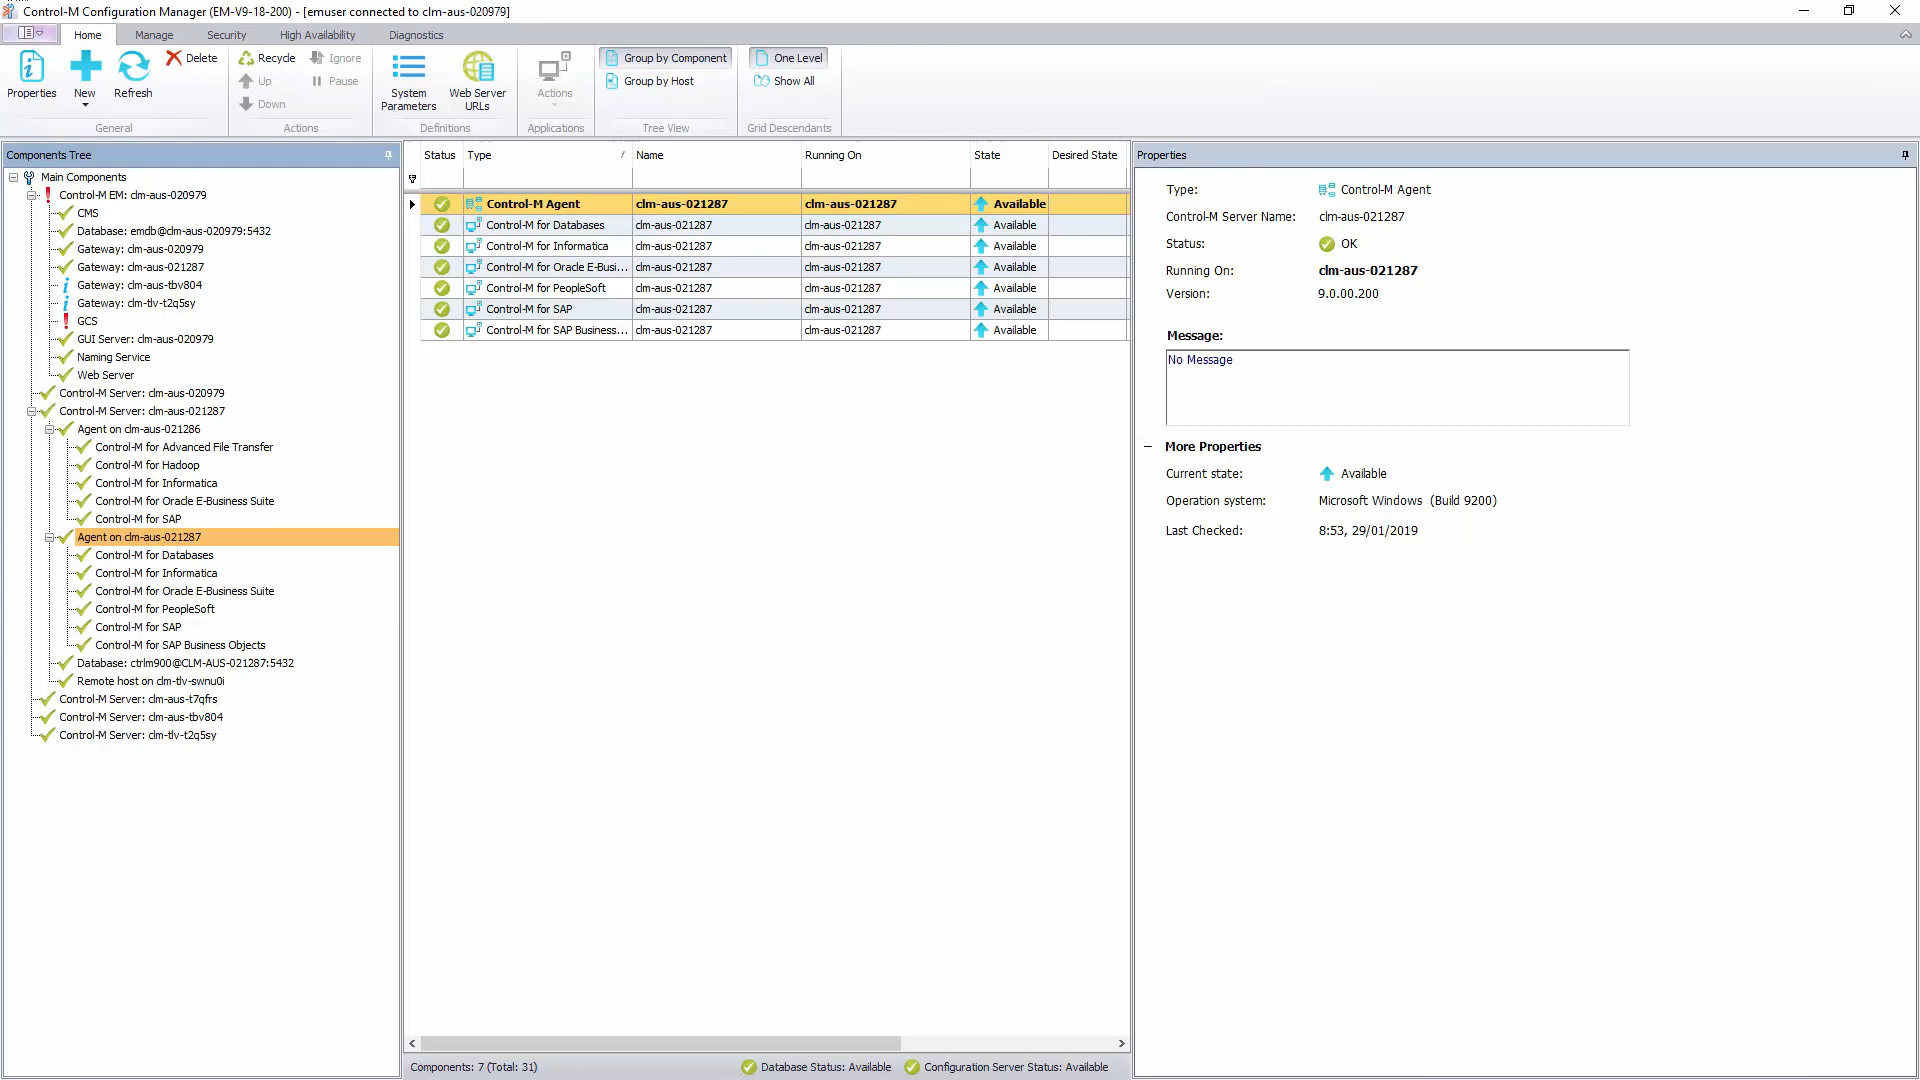 Control-M Configuration Manager (EM-V9-18-200) - [emuser connected to clm-aus-020979]
Home Manage Security High Availability Diagnostics
Properties New Refresh Delete
General
Recycle Ignore
Up Pause
Down
Actions
System Parameters Web Server URLs
Definitions
Actions
Applications
Group by Component
Group by Host
Tree View
One Level
Show All
Grid Descendants
Components Tree
Main Components
Control-M EM: clm-aus-020979
CMS
Database: emdb@clm-aus-020979:5432
Gateway: clm-aus-020979
Gateway: clm-aus-021287
Gateway: clm-aus-tbv804
Gateway: clm-tlv-t2q5sy
GCS
GUI Server: clm-aus-020979
Naming Service
Web Server
Control-M Server: clm-aus-020979
Control-M Server: clm-aus-021287
Agent on clm-aus-021286
Control-M for Advanced File Transfer
Control-M for Hadoop
Control-M for Informatica
Control-M for Oracle E-Business Suite
Control-M for SAP
Agent on clm-aus-021287
Control-M for Databases
Control-M for Informatica
Control-M for Oracle E-Business Suite
Control-M for PeopleSoft
Control-M for SAP
Control-M for SAP Business Objects
Database: ctrlm900@CLM-AUS-021287:5432
Remote host on clm-tlv-swnu0i
Control-M Server: clm-aus-t7qfrs
Control-M Server: clm-aus-tbv804
Control-M Server: clm-tlv-t2q5sy
Status Type Name Running On State Desired State
Control-M Agent clm-aus-021287 clm-aus-021287 Available
Control-M for Databases clm-aus-021287 clm-aus-021287 Available
Control-M for Informatica clm-aus-021287 clm-aus-021287 Available
Control-M for Oracle E-Busi... clm-aus-021287 clm-aus-021287 Available
Control-M for PeopleSoft clm-aus-021287 clm-aus-021287 Available
Control-M for SAP clm-aus-021287 clm-aus-021287 Available
Control-M for SAP Business... clm-aus-021287 clm-aus-021287 Available
Components: 7 (Total: 31) Database Status: Available Configuration Server Status: Available
Properties
Type: Control-M Agent
Control-M Server Name: clm-aus-021287
Status: OK
Running On: clm-aus-021287
Version: 9.0.00.200
Message:
No Message
More Properties
Current state: Available
Operation system: Microsoft Windows (Build 9200)
Last Checked: 8:53, 29/01/2019